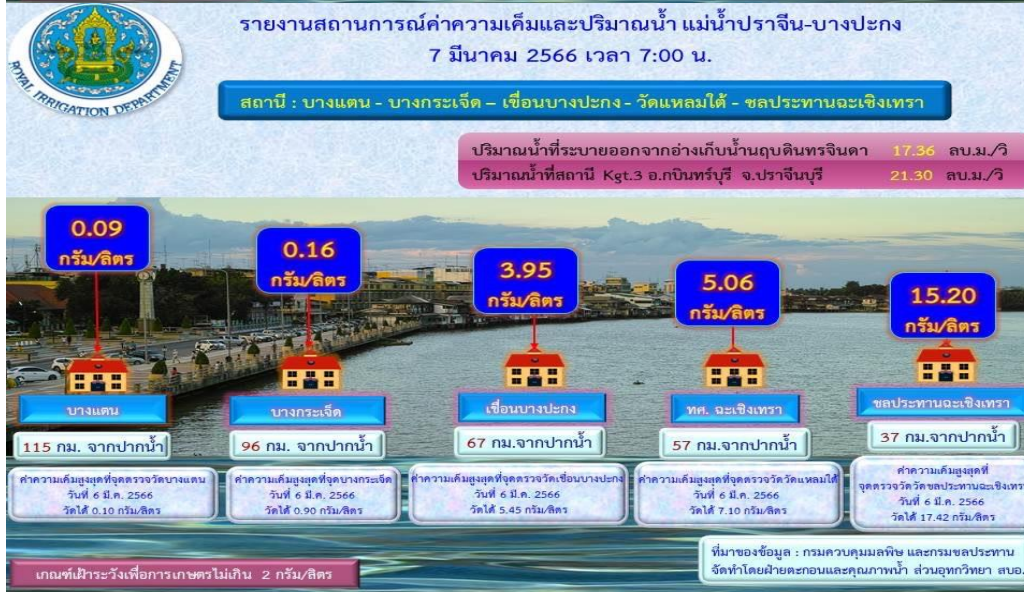 รายงานสถานการณ์ค่าความเค็มและปริมาณน้ำ แม่น้ำปราจีน-บางปะกง
7 มีนาคม 2566 เวลา 7:00 น.
ROYAL IRRIGATION DEPARTMENT
สถานี : บางแตน - บางกระเจ็ด – เขื่อนบางปะกง - วัดแหลมใต้ - ชลประทานฉะเชิงเทรา
ปริมาณน้ำที่ระบายออกจากอ่างเก็บน้ำนฤบดินทรจินดา 17.36 ลบ.ม./วิ
ปริมาณน้ำที่สถานี Kgt.3 อ.กบินทร์บุรี จ.ปราจีนบุรี 21.30 ลบ.ม./วิ
0.09
กรัม/ลิตร
0.16
กรัม/ลิตร
3.95
กรัม/ลิตร
5.06
กรัม/ลิตร
15.20
กรัม/ลิตร
บางแตน
บางกระเจ็ด
เขื่อนบางปะกง
ทศ. ฉะเชิงเทรา
ชลประทานฉะเชิงเทรา
115 กม. จากปากน้ำ
96 กม. จากปากน้ำ
67 กม.จากปากน้ำ
57 กม.จากปากน้ำ
37 กม.จากปากน้ำ
ค่าความเค็มสูงสุดที่จุดตรวจวัดบางแตน
วันที่ 6 มี.ค. 2566
วัดได้ 0.10 กรัม/ลิตร
ค่าความเค็มสูงสุดที่จุดบางกระเจ็ด
วันที่ 6 มี.ค. 2566
วัดได้ 0.90 กรัม/ลิตร
ค่าความเค็มสูงสุดที่จุดตรวจวัดเขื่อนบางปะกง
วันที่ 6 มี.ค. 2566
วัดได้ 5.45 กรัม/ลิตร
ค่าความเค็มสูงสุดที่จุดตรวจวัดวัดแหลมใต้
วันที่ 6 มี.ค. 2566
วัดได้ 7.10 กรัม/ลิตร
ค่าความเค็มสูงสุดที่
จุดตรวจวัดวัดชลประทานฉะเชิงเทรา
วันที่ 6 มี.ค. 2566
วัดได้ 17.42 กรัม/ลิตร
ที่มาของข้อมูล : กรมควบคุมมลพิษ และกรมชลประทาน
จัดทำโดยฝ่ายตะกอนและคุณภาพน้ำ ส่วนอุทกวิทยา สบอ.
เกณฑ์เฝ้าระวังเพื่อการเกษตรไม่เกิน 2 กรัม/ลิตร